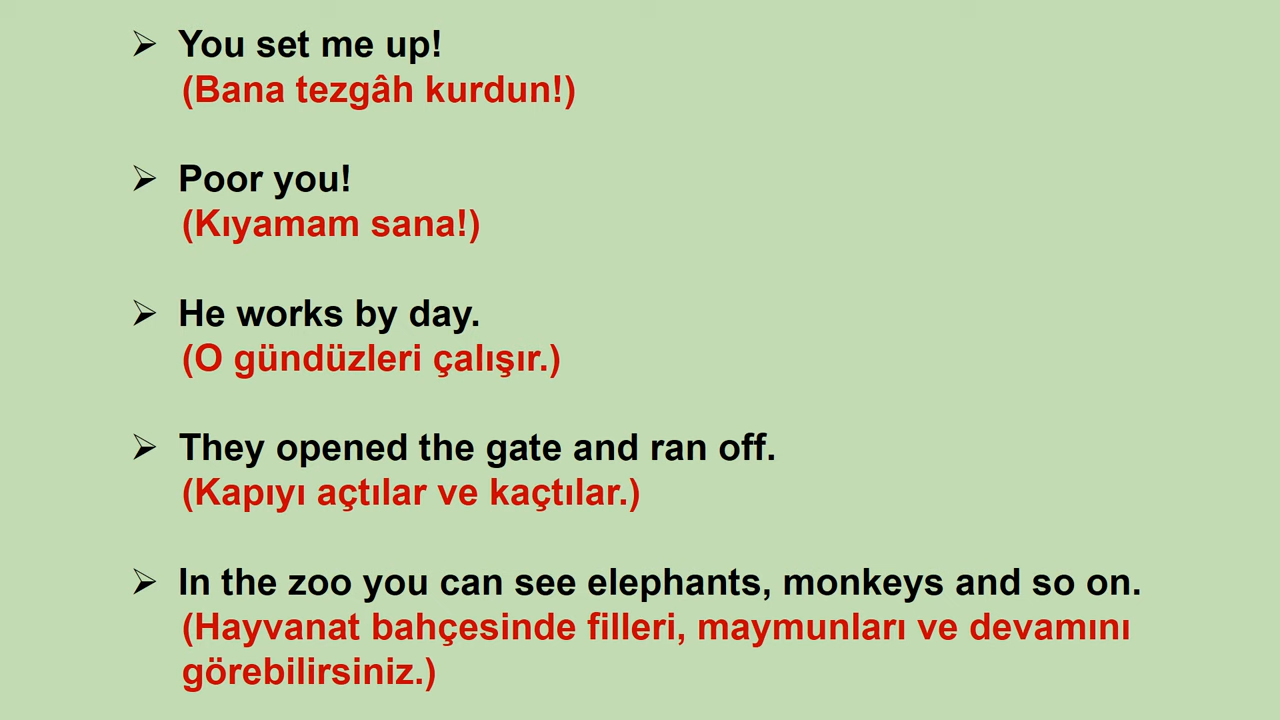 ➢ You set me up!
(Bana tezgâh kurdun!)
➢ Poor you!
(Kıyamam sana!)
➢ He works by day.
(O gündüzleri çalışır.)
➢ They opened the gate and ran off.
(Kapıyı açtılar ve kaçtılar.)
➢ In the zoo you can see elephants, monkeys and so on.
(Hayvanat bahçesinde filleri, maymunları ve devamını
görebilirsiniz.)